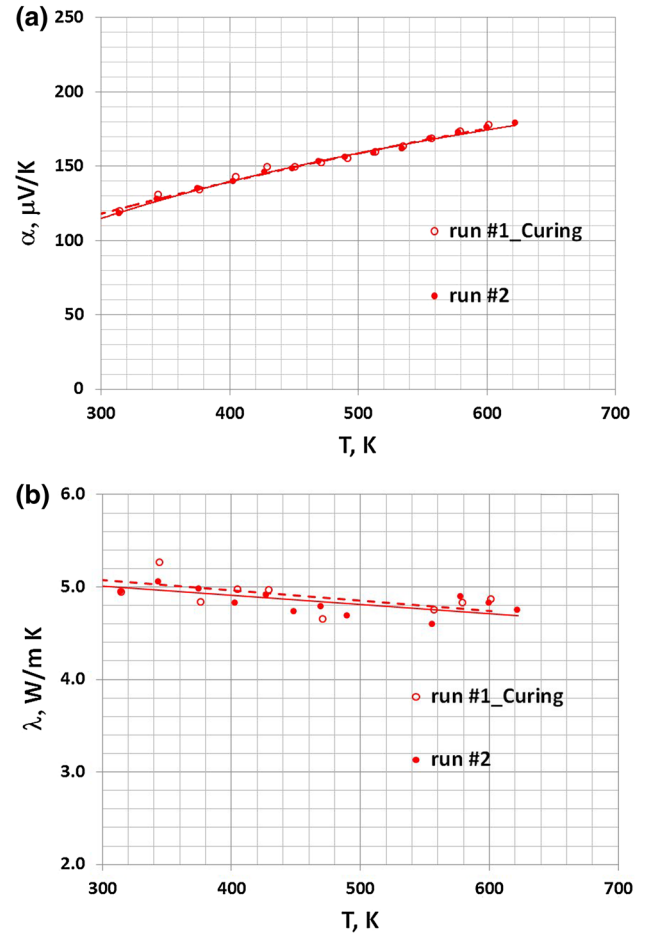 (a)
250
200
150
100
50
0
α, μV/K
run #1_Curing
run #2
300 400 500 600 700
T, K
(b)
6.0
5.0
4.0
3.0
2.0
λ, W/m K
run #1_Curing
run #2
300 400 500 600 700
T, K